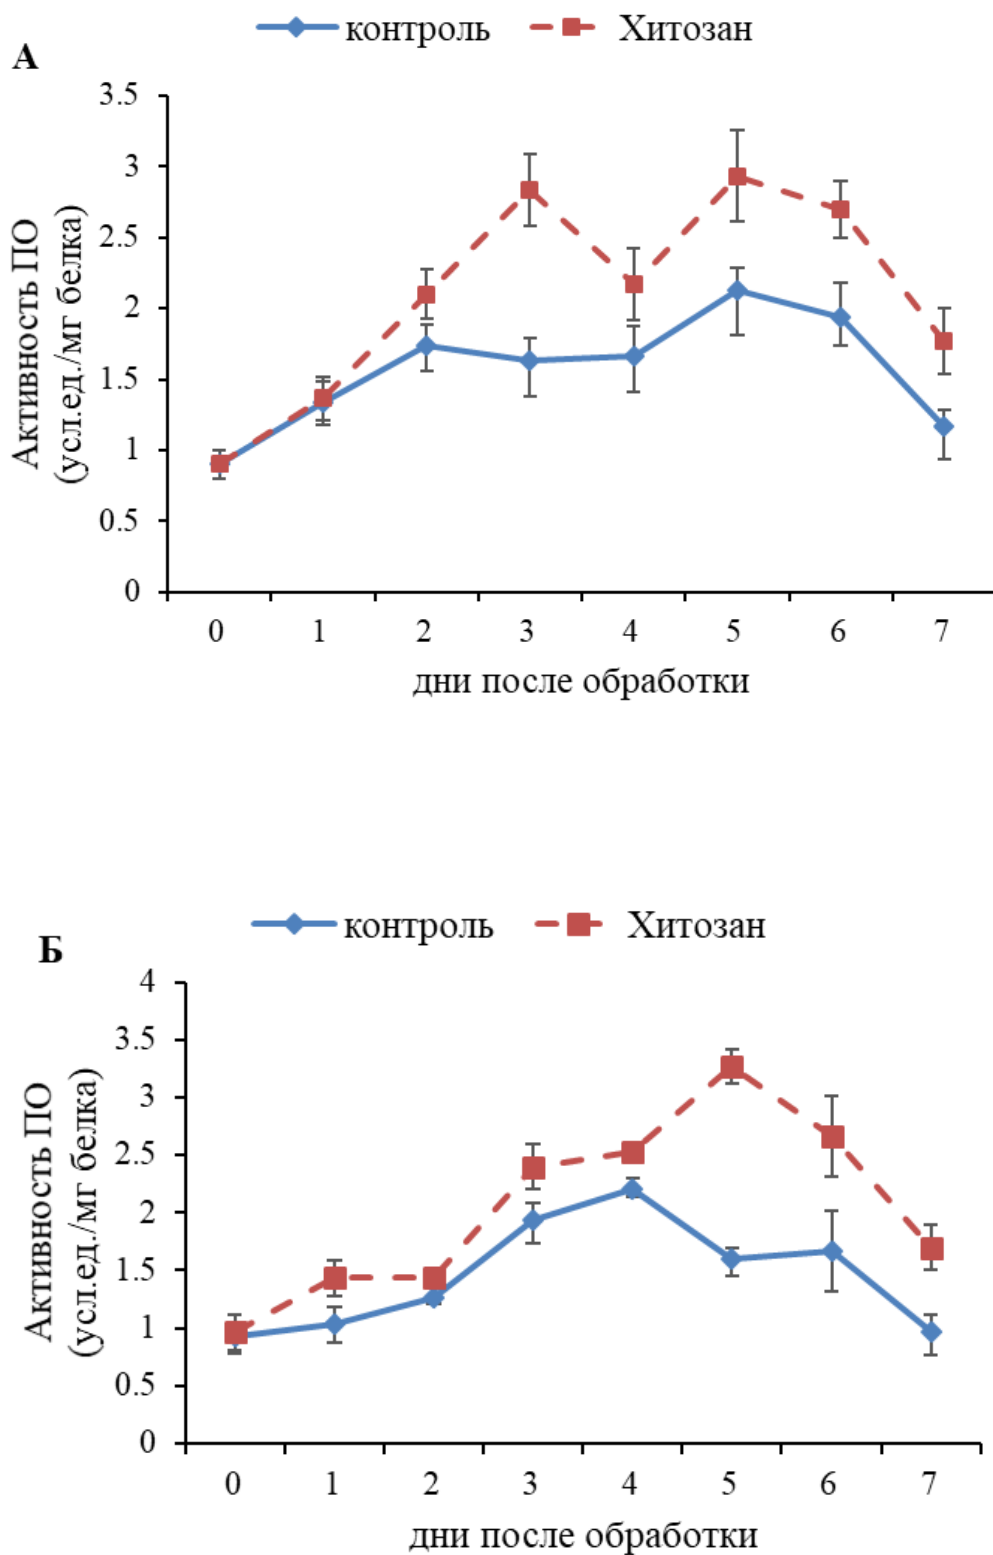 контроль Хитозан
А
3.5
3
2.5
2
1.5
1
0.5
0
Активность ПО
(усл.ед./мг белка)
0 1 2 3 4 5 6 7
дни после обработки
контроль Хитозан
Б
4
3.5
3
2.5
2
1.5
1
0.5
0
Активность ПО
(усл.ед./мг белка)
0 1 2 3 4 5 6 7
дни после обработки